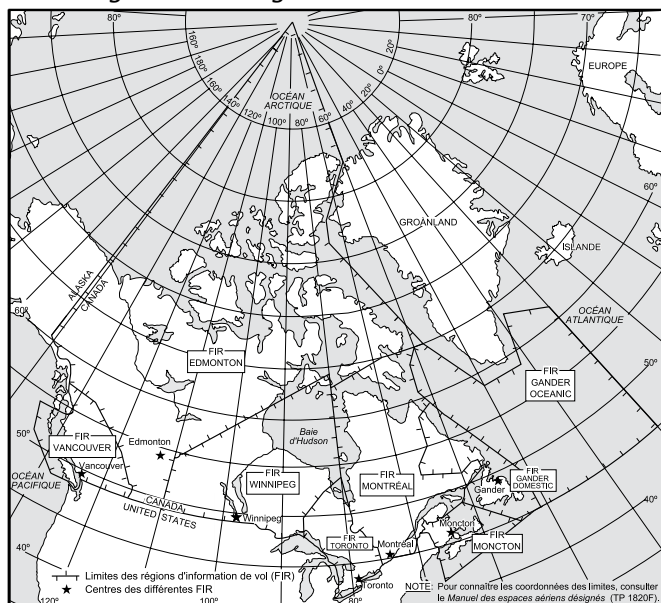 80°
80°
70°
160°
180°
160°
140°
120°
100°
80°
60°
40°
20°
0°
20°
80°
OCÉAN
ARCTIQUE
EUROPE
60°
GROÀNLAND
ISLANDE
ALASKA
CANADA
60°
OCÉAN
ATLANTIQUE
FIR
EDMONTON
FIR
GANDER
OCEANIC
50°
50°
FIR
VANCOUVER
Edmonton
Baie
d'Hudson
Vancouver
OCÉAN
PACIFIQUE
FIR
WINNIPEG
FIR
MONTRÉAL
FIR
GANDER
DOMESTIC
Gander
40°
CANADA
UNITED STATES
Winnipeg
Moncton
FIR
TORONTO
Montréal
FIR
MONCTON
40°
Toronto
Limites des régions d'information de vol (FIR)
Centres des différentes FIR
NOTE: Pour connaître les coordonnées des limites, consulter
le Manuel des espaces aériens désignés (TP 1820F).
120°
100°
80°